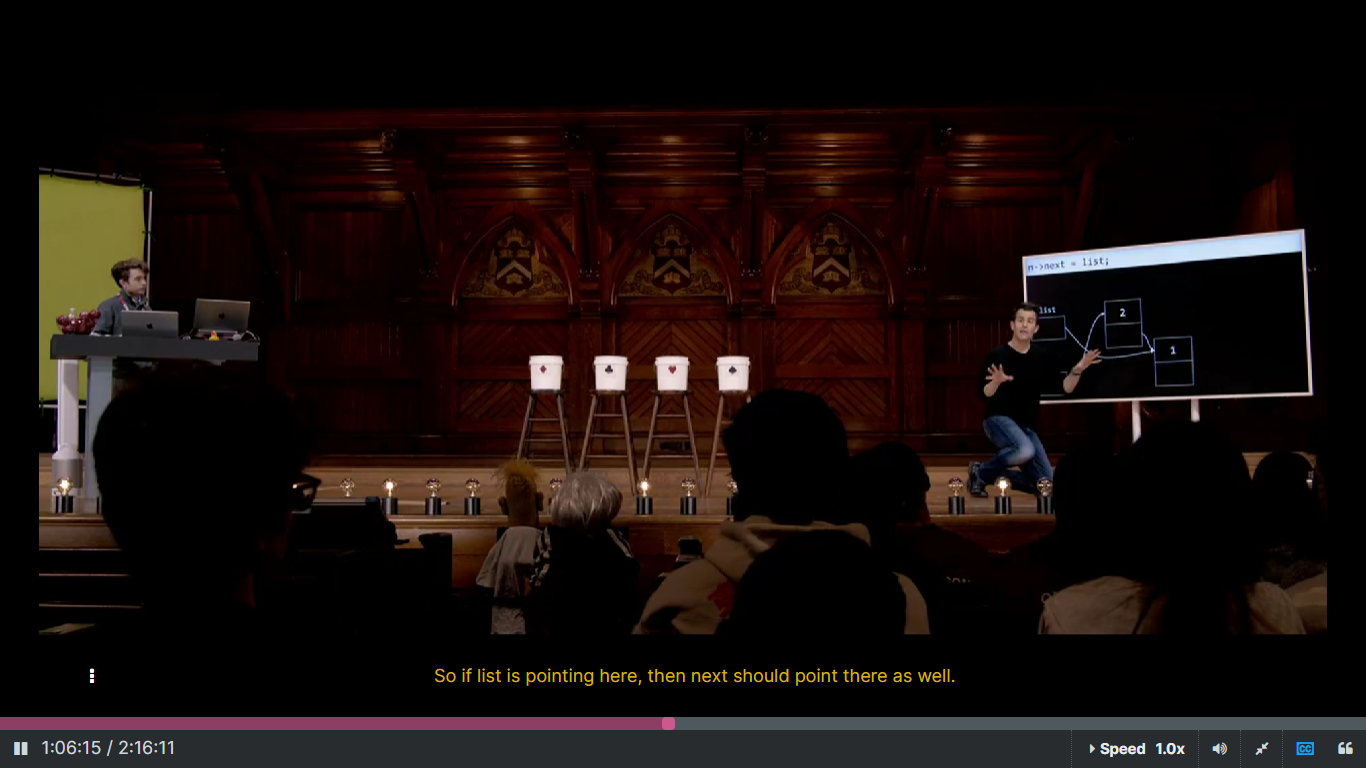 n->next = list;
list
2
1
So if list is pointing here, then next should point there as well.
1:06:15 / 2:16:11
Speed 1.0x
CC